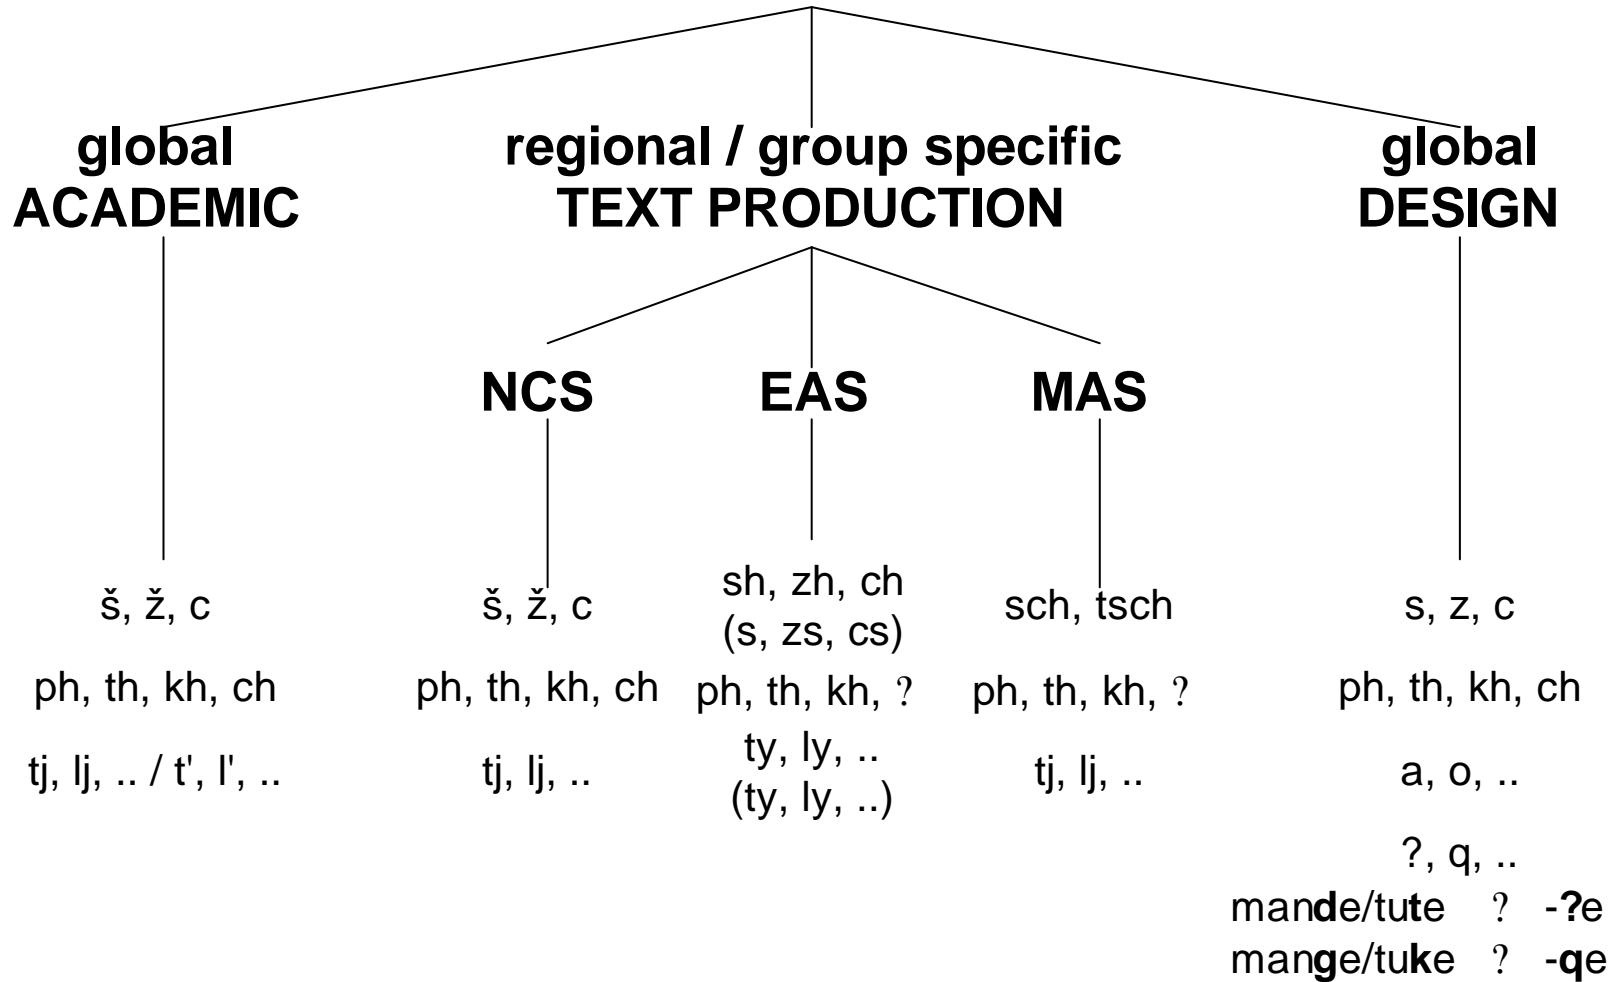 global
ACADEMIC
regional / group specific
TEXT PRODUCTION
global
DESIGN
NCS
EAS
MAS
š, ž, c
ph, th, kh, ch
tj, lj, .. / t', l', ..
š, ž, c
ph, th, kh, ch
tj, lj, ..
sh, zh, ch
(s, zs, cs)
ph, th, kh, ?
ty, ly, ..
(ty, ly, ..)
sch, tsch
ph, th, kh, ?
tj, lj, ..
s, z, c
ph, th, kh, ch
a, o, ..
?, q, ..
mande/tute ? -?e
mange/tuke ? -qe